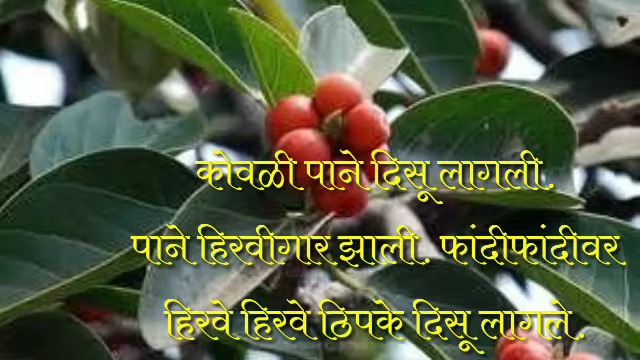 कोवळी पाने दिसू लागली.
पाने हिरवीगार झाली. फांदीफांदीवर
हिरवे हिरवे ठिपके दिसू लागले.